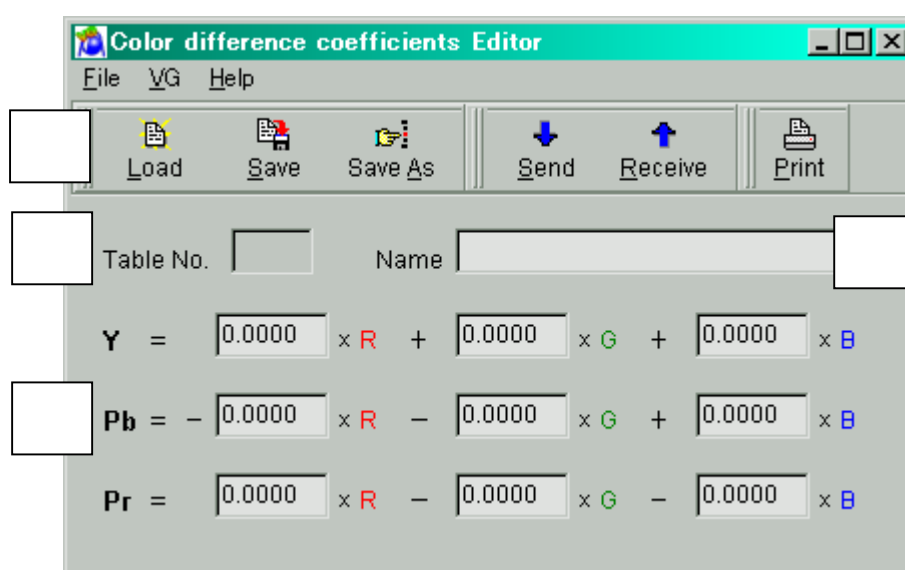 Color difference coefficients Editor
File VG Help
Load Save Save As Send Receive Print
Table No. Name
Y = 0.0000 x R + 0.0000 x G + 0.0000 x B
Pb = - 0.0000 x R - 0.0000 x G + 0.0000 x B
Pr = 0.0000 x R - 0.0000 x G - 0.0000 x B